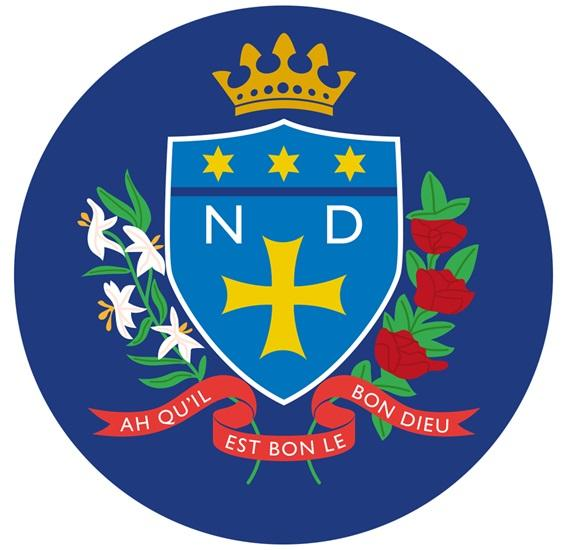 N D
AH QU'IL
EST BON LE
BON DIEU